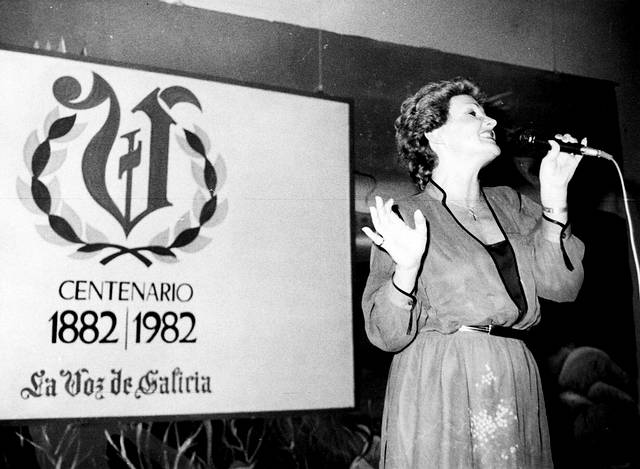 V
CENTENARIO
1882 | 1982
La Voz de Galicia